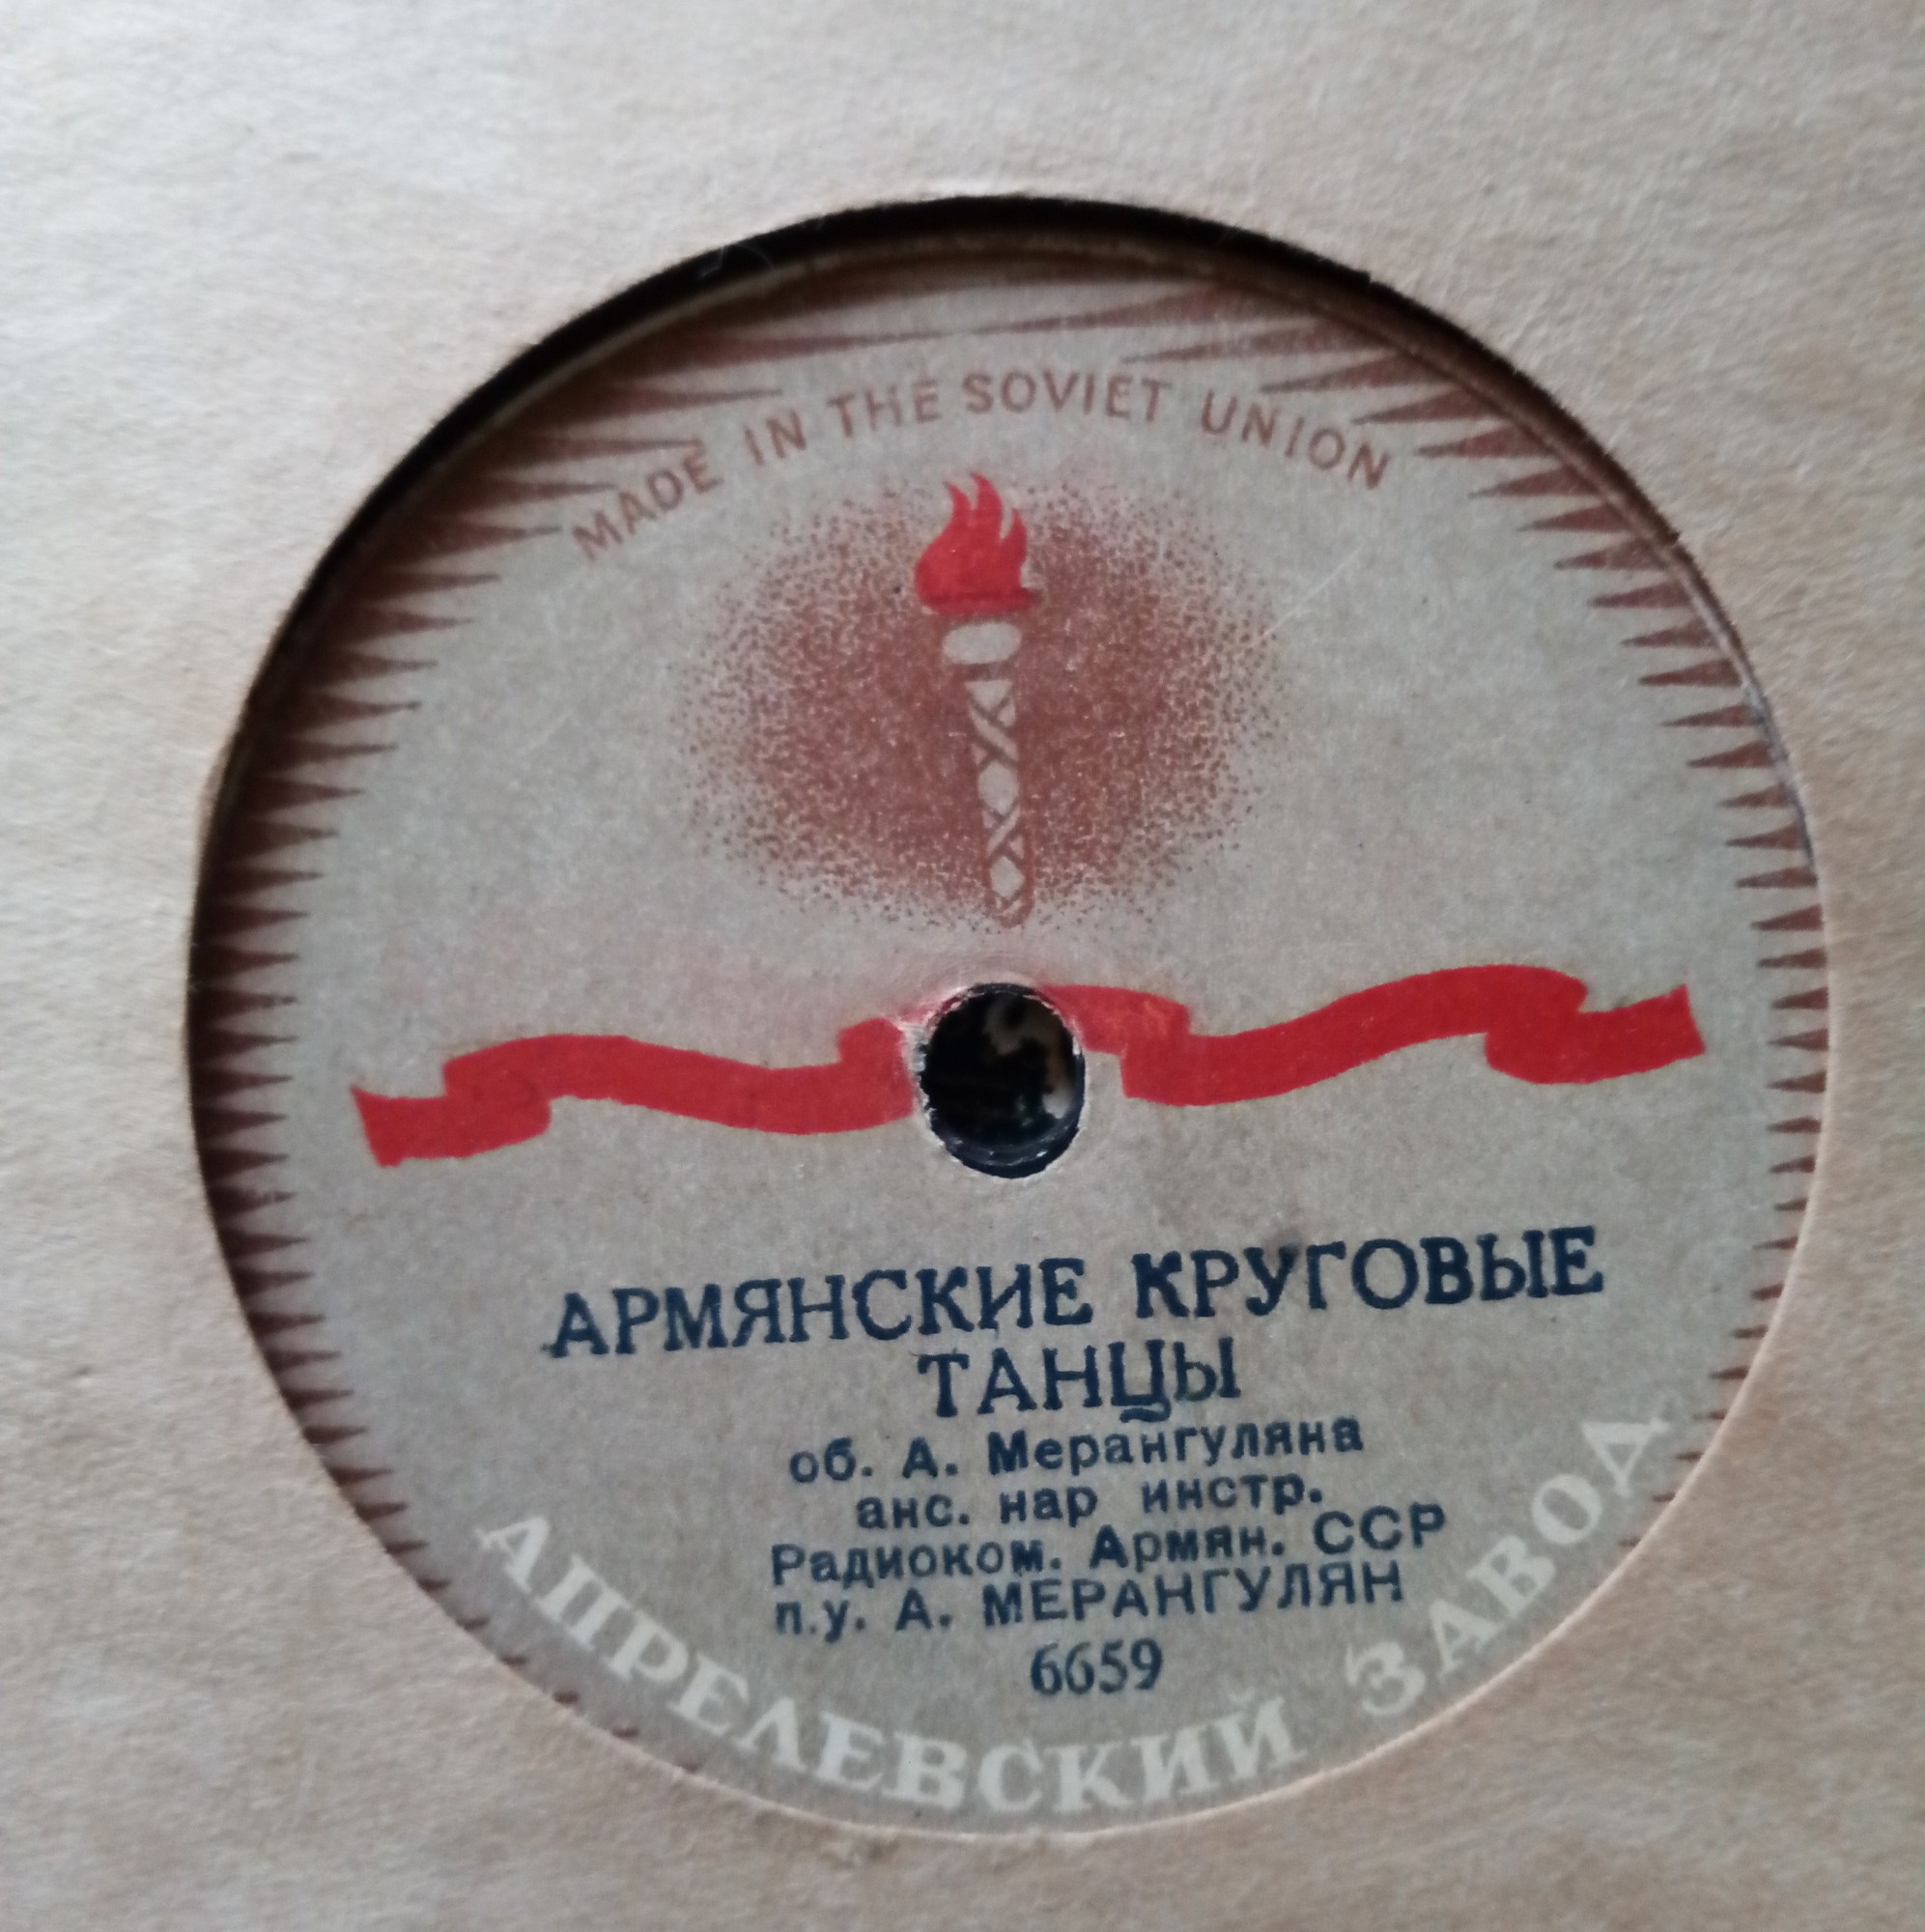 MADE IN THE SOVIET UNION
АРМЯНСКИЕ КРУГОВЫЕ
ТАНЦЫ
об. А. Мерангуляна
анс. нар инстр.
Радиоком. Армян. ССР
п.у. А. МЕРАНГУЛЯН
6659
АПРЕЛЕВСКИЙ ЗАВОД